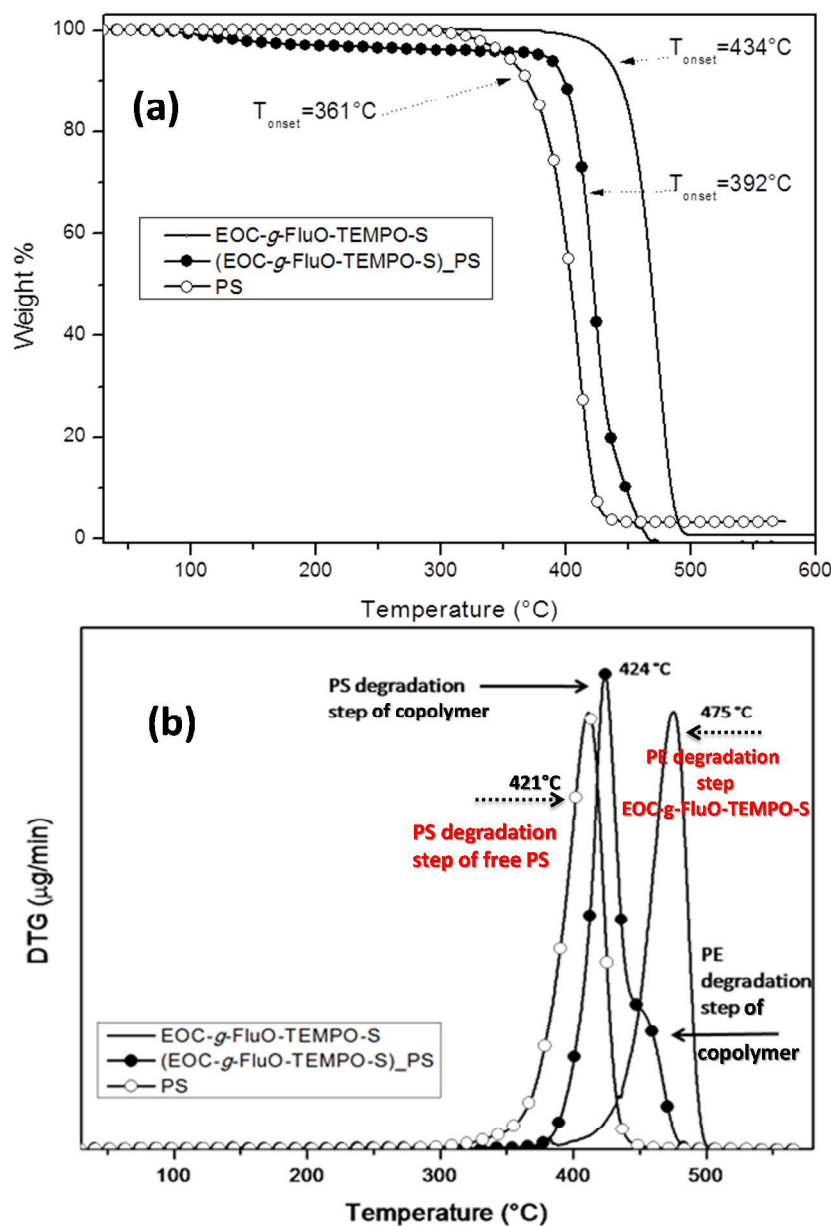 100
80
60
40
20
0
Weight %
(a)
T onset=434°C
T onset=361°C
T onset=392°C
EOC-g-FluO-TEMPO-S
(EOC-g-FluO-TEMPO-S)_PS
PS
100
200
300
400
500
600
Temperature (°C)
(b)
DTG (µg/min)
PS degradation
step of copolymer
424 °C
475 °C
PE degradation
step
EOC-g-FluO-TEMPO-S
421°C
PS degradation
step of free PS
PE
degradation
step of
copolymer
EOC-g-FluO-TEMPO-S
(EOC-g-FluO-TEMPO-S)_PS
PS
100
200
300
400
500
Temperature (°C)